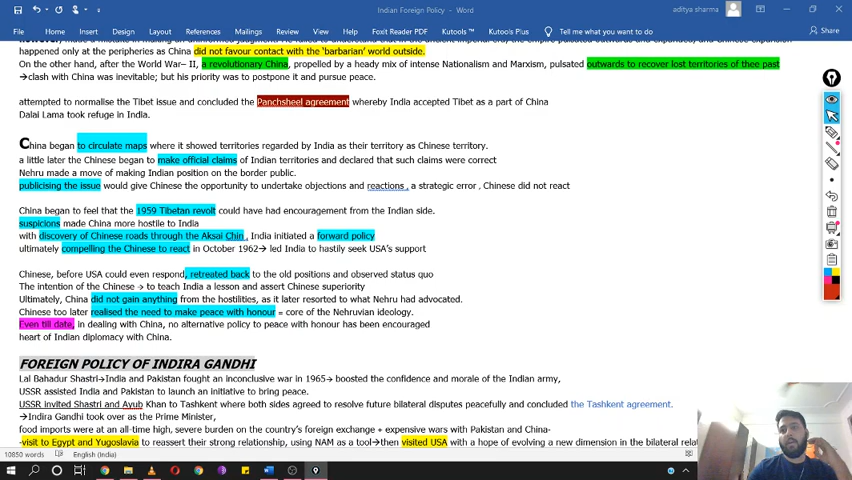 Indian Foreign Policy - Word
aditya sharma
File Home Insert Design Layout References Mailings Review View Foxit Reader PDF Kutools ™ Kutools Plus Tell me what you want to do
Share
happened only at the peripheries as China did not favour contact with the 'barbarian' world outside.
On the other hand, after the World War– II, a revolutionary China, propelled by a heady mix of intense Nationalism and Marxism, pulsated outwards to recover lost territories of thee past
→clash with China was inevitable; but his priority was to postpone it and pursue peace.
attempted to normalise the Tibet issue and concluded the Panchsheel agreement whereby India accepted Tibet as a part of China
Dalai Lama took refuge in India.
China began to circulate maps where it showed territories regarded by India as their territory as Chinese territory.
a little later the Chinese began to make official claims of Indian territories and declared that such claims were correct
Nehru made a move of making Indian position on the border public.
publicising the issue would give Chinese the opportunity to undertake objections and reactions , a strategic error , Chinese did not react
China began to feel that the 1959 Tibetan revolt could have had encouragement from the Indian side.
suspicions made China more hostile to India
with discovery of Chinese roads through the Aksai Chin , India initiated a forward policy
ultimately compelling the Chinese to react in October 1962→ led India to hastily seek USA's support
Chinese, before USA could even respond, retreated back to the old positions and observed status quo
The intention of the Chinese → to teach India a lesson and assert Chinese superiority
Ultimately, China did not gain anything from the hostilities, as it later resorted to what Nehru had advocated.
Chinese too later realised the need to make peace with honour = core of the Nehruvian ideology.
Even till date, in dealing with China, no alternative policy to peace with honour has been encouraged
heart of Indian diplomacy with China.
FOREIGN POLICY OF INDIRA GANDHI
Lal Bahadur Shastri→India and Pakistan fought an inconclusive war in 1965→ boosted the confidence and morale of the Indian army,
USSR assisted India and Pakistan to launch an initiative to bring peace.
USSR invited Shastri and Ayub Khan to Tashkent where both sides agreed to resolve future bilateral disputes peacefully and concluded the Tashkent agreement.
→Indira Gandhi took over as the Prime Minister,
food imports were at an all-time high, severe burden on the country's foreign exchange + expensive wars with Pakistan and China-
-visit to Egypt and Yugoslavia to reassert their strong relationship, using NAM as a tool→then visited USA with a hope of evolving a new dimension in the bilateral
10850 words English (India)